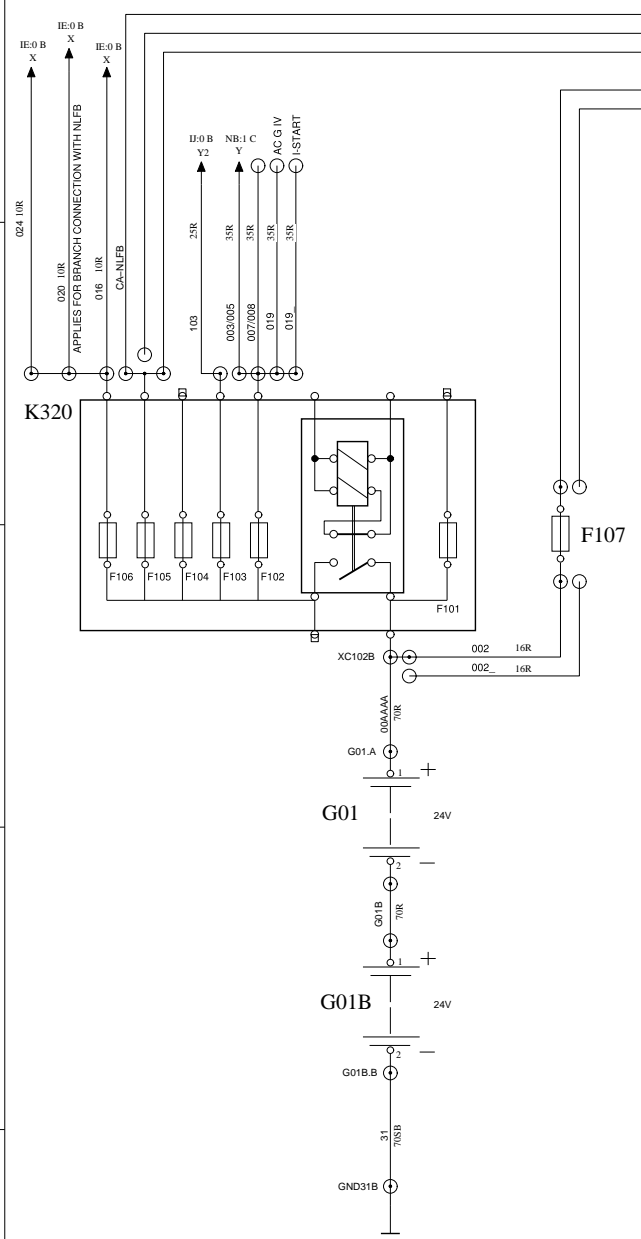 IE:0 B
X
IE:0 B
X
IE:0 B
X
024 10R
020 10R
APPLIES FOR BRANCH CONNECTION WITH NLFB
016 10R
CA-NLFB
IJ:0 B
Y2
NB:1 C
Y
AC G IV
I-START
25R
35R
35R
35R
35R
103
003/005
007/008
019
019_
K320
F106
F105
F104
F103
F102
F101
F107
XC102B
002 16R
002_ 16R
00AAAA
70R
G01.A
1
+
G01
24V
2
−
G01B
70R
1
+
G01B
24V
2
−
G01B.B
31
70SB
GND31B